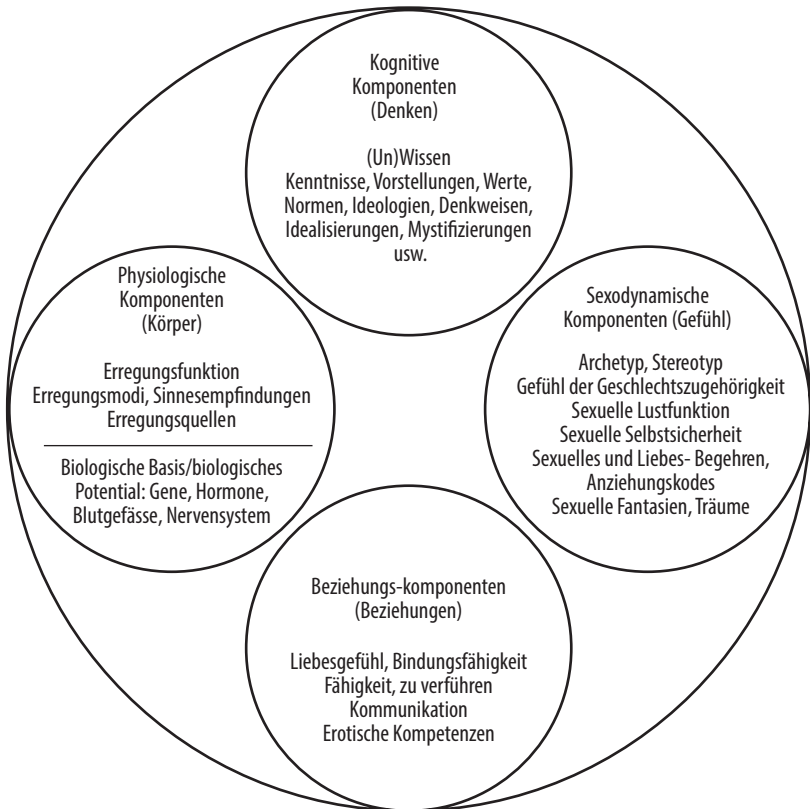 Kognitive
Komponenten
(Denken)
(Un)Wissen
Kenntnisse, Vorstellungen, Werte,
Normen, Ideologien, Denkweisen,
Idealisierungen, Mystifizierungen
usw.
Physiologische
Komponenten
(Körper)
Erregungsfunktion
Erregungsmodi, Sinnesempfindungen
Erregungsquellen
Biologische Basis/biologisches
Potential: Gene, Hormone,
Blutgefässe, Nervensystem
Sexodynamische
Komponenten (Gefühl)
Archetyp, Stereotyp
Gefühl der Geschlechtszugehörigkeit
Sexuelle Lustfunktion
Sexuelle Selbstsicherheit
Sexuelles und Liebes- Begehren,
Anziehungskodes
Sexuelle Fantasien, Träume
Beziehungs-komponenten
(Beziehungen)
Liebesgefühl, Bindungsfähigkeit
Fähigkeit, zu verführen
Kommunikation
Erotische Kompetenzen